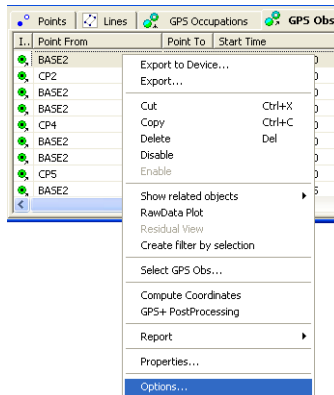 Points Lines GPS Occupations GPS Obs
I.. Point From Point To Start Time
BASE2
CP2
BASE2
BASE2
CP4
BASE2
BASE2
CP5
BASE2
Export to Device...
Export...
Cut Ctrl+X
Copy Ctrl+C
Delete Del
Disable
Enable
Show related objects
RawData Plot
Residual View
Create filter by selection
Select GPS Obs...
Compute Coordinates
GPS+ PostProcessing
Report
Properties...
Options...